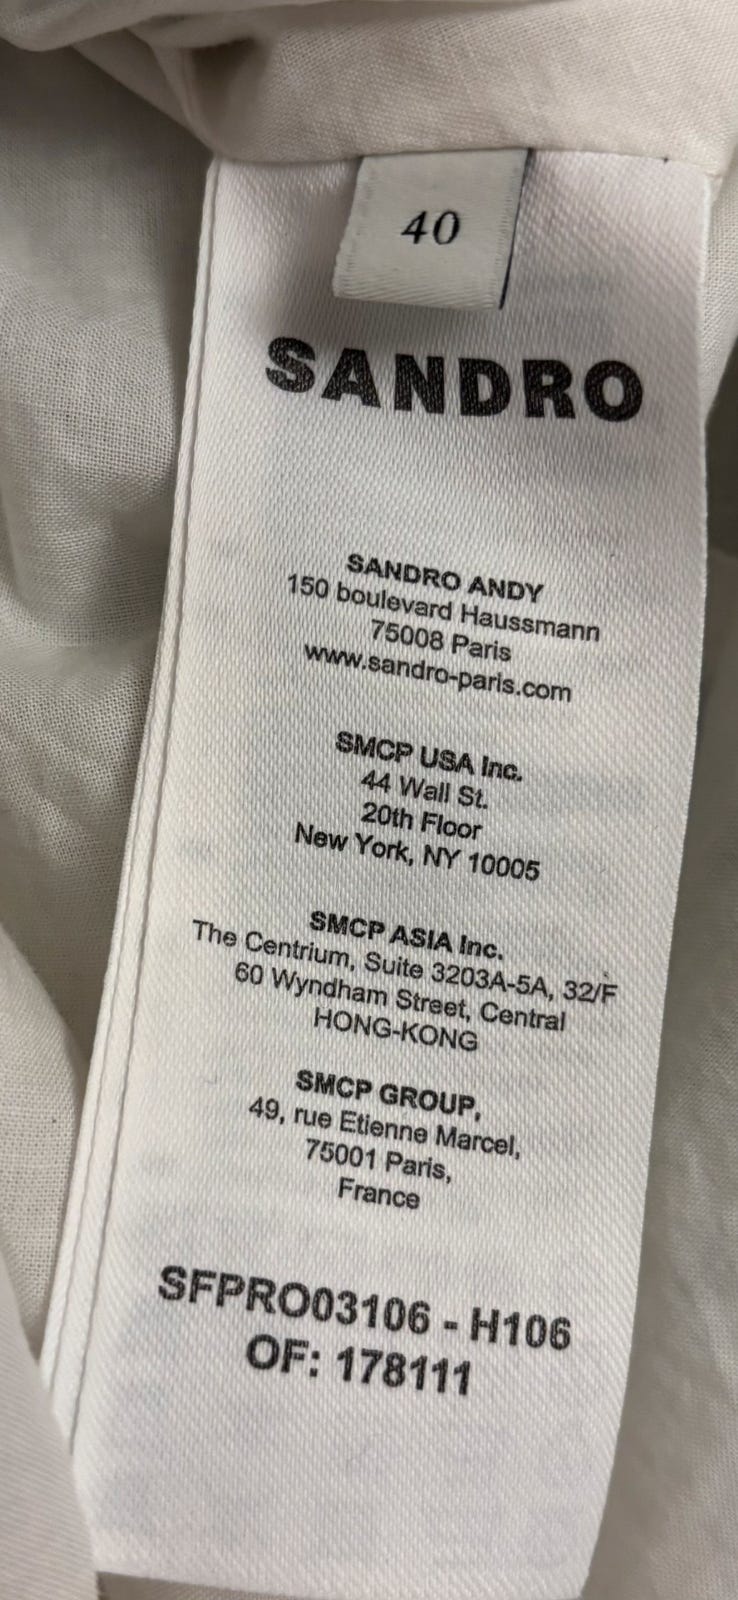 40
SANDRO
SANDRO ANDY
150 boulevard Haussmann
75008 Paris
www.sandro-paris.com
SMCP USA Inc.
44 Wall St.
20th Floor
New York, NY 10005
SMCP ASIA Inc.
The Centrium, Suite 3203A-5A, 32/F
60 Wyndham Street, Central
HONG-KONG
SMCP GROUP,
49, rue Etienne Marcel,
75001 Paris,
France
SFPRO03106 - H106
OF: 178111